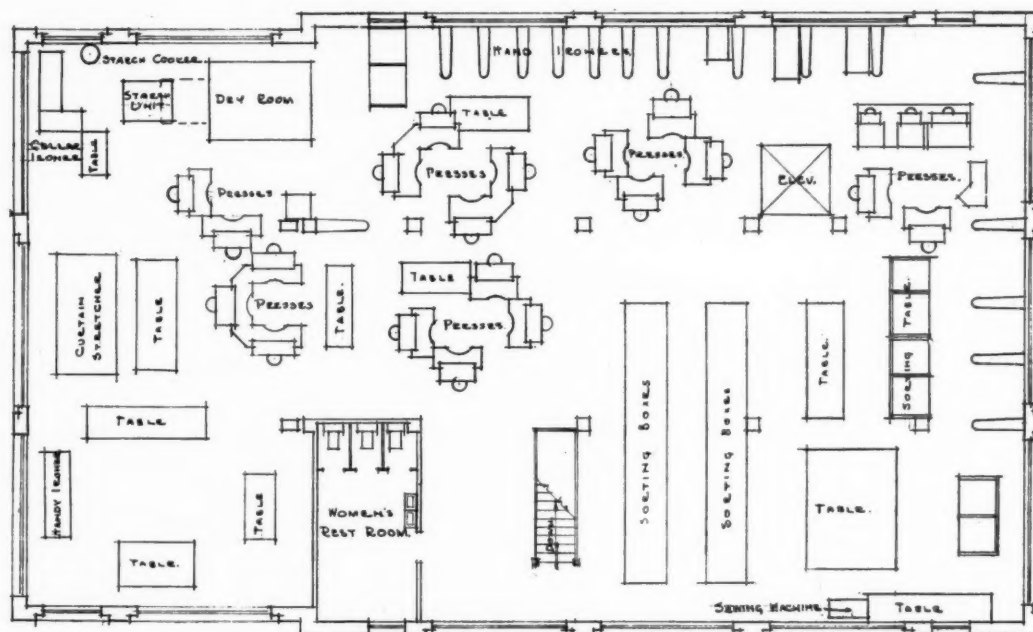 HAND IRONERS
STARCH COOKER
STARCH
UNIT
DRY ROOM
TABLE
COLLAR
IRONER
TABLE
PRESSES
PRESSES
PRESSES.
ELEV.
PRESSES.
CURTAIN
STRETCHER
TABLE
PRESSES
TABLE.
TABLE
PRESSES.
TABLE.
TABLE.
SORTING
TABLE
HANDY IRONER
TABLE
TABLE.
WOMEN'S
REST ROOM
DOWN
SORTING BOXES
SORTING BOXES
TABLE.
SEWING MACHINE
TABLE